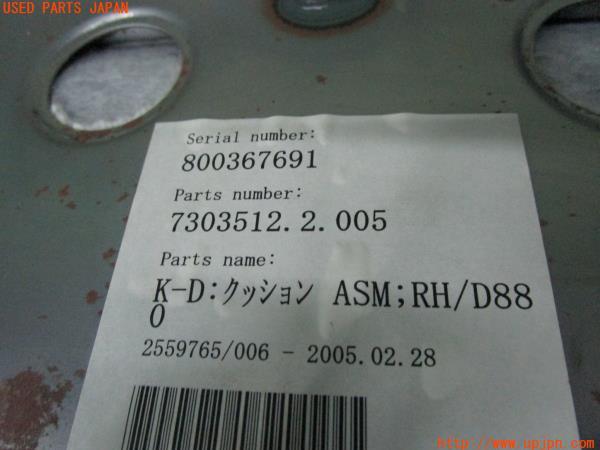 USED PARTS JAPAN
Serial number:
800367691
Parts number:
7303512.2.005
Parts name:
K-D:クッション ASM;RH/D88
0
2559765/006 - 2005.02.28
http://www.upjpn.com/